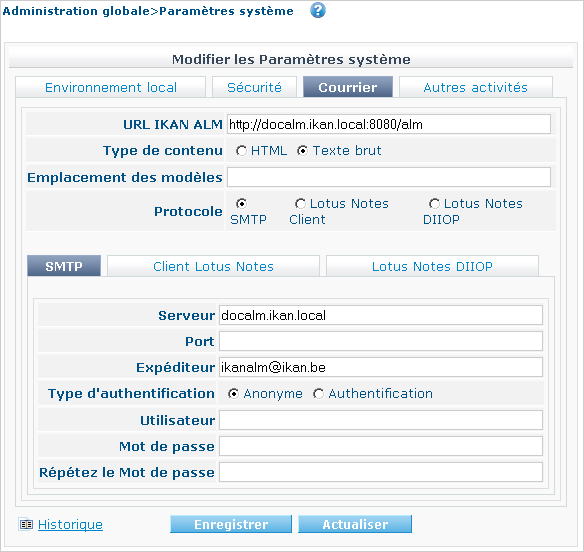 Administration globale>Paramètres système
Modifier les Paramètres système
Environnement local Sécurité Courrier Autres activités
URL IKAN ALM http://docalm.ikan.local:8080/alm
Type de contenu HTML Texte brut
Emplacement des modèles
Protocole SMTP Lotus Notes Client Lotus Notes DIIOP
SMTP Client Lotus Notes Lotus Notes DIIOP
Serveur docalm.ikan.local
Port
Expéditeur ikanalm@ikan.be
Type d'authentification Anonyme Authentification
Utilisateur
Mot de passe
Répétez le Mot de passe
Historique Enregistrer Actualiser